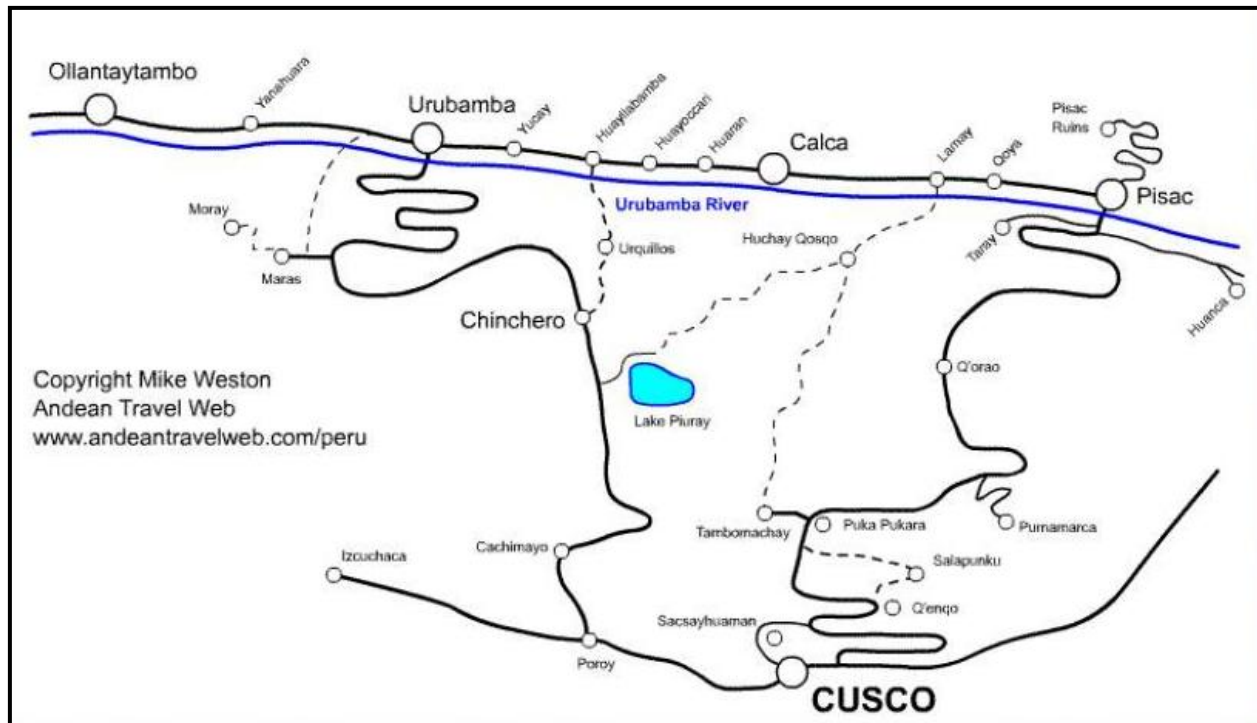 Ollantaytambo
Yanahuara
Urubamba
Yucay
Huayllabamba
Huayoccari
Huaran
Calca
Lamay
Qoya
Pisac
Ruins
Pisac
Urubamba River
Moray
Maras
Urquillos
Huchay Qosqo
Taray
Huanca
Chinchero
Lake Piuray
Q'orao
Copyright Mike Weston
Andean Travel Web
www.andeantravelweb.com/peru
Tambomachay
Puka Pukara
Purnamarca
Cachimayo
Izcuchaca
Salapunku
Q'enqo
Sacsayhuaman
Poroy
CUSCO